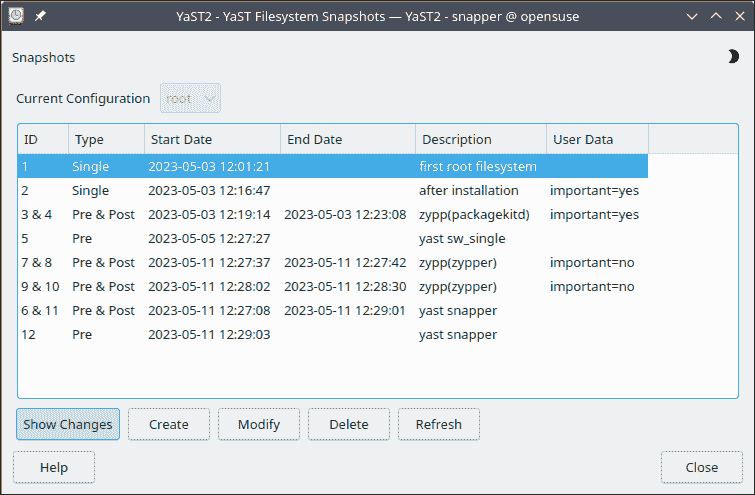 YaST2 - YaST Filesystem Snapshots — YaST2 - snapper @ opensuse
Snapshots
Current Configuration root
ID Type Start Date End Date Description User Data
1 Single 2023-05-03 12:01:21 first root filesystem
2 Single 2023-05-03 12:16:47 after installation important=yes
3 & 4 Pre & Post 2023-05-03 12:19:14 2023-05-03 12:23:08 zypp(packagekitd) important=yes
5 Pre 2023-05-05 12:27:27 yast sw_single
7 & 8 Pre & Post 2023-05-11 12:27:37 2023-05-11 12:27:42 zypp(zypper) important=no
9 & 10 Pre & Post 2023-05-11 12:28:02 2023-05-11 12:28:30 zypp(zypper) important=no
6 & 11 Pre & Post 2023-05-11 12:27:08 2023-05-11 12:29:01 yast snapper
12 Pre 2023-05-11 12:29:03 yast snapper
Show Changes Create Modify Delete Refresh
Help Close